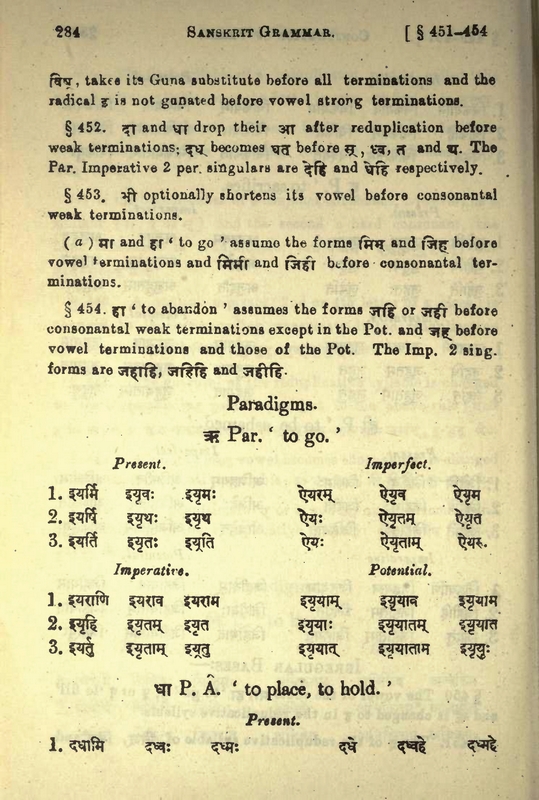 284 SANSKRIT GRAMMAR. [ § 451-454
विष्, takes its Guna substitute before all terminations and the
radical इ is not gunated before vowel strong terminations.
§ 452. दा and धा drop their आ after reduplication before
weak terminations; दध् becomes धत before स्, ध्व, त and थ. The
Par. Imperative 2 per. singulars are देहि and धेहि respectively.
§ 453. भी optionally shortens its vowel before consonantal
weak terminations.
( a ) मा and हा ‘ to go ’ assume the forms मिम् and जिह् before
vowel terminations and मिमी and जिही before consonantal ter-
minations.
§ 454. हा ‘ to abandon ’ assumes the forms जहि or जही before
consonantal weak terminations except in the Pot. and जह् before
vowel terminations and those of the Pot. The Imp. 2 sing.
forms are जहाहि, जहिहि and जहीहि.
Paradigms.
ऋ Par. ‘ to go. ’
Present. Imperfect.
1. इयर्मि इयृवः इयृमः ऐयरम् ऐयृव ऐयृम
2. इयर्षि इयृथः इयृथ ऐयः ऐयृतम् ऐयृत
3. इयर्ति इयृतः इय्रति ऐयः ऐयृताम् ऐयरुः
Imperative. Potential.
1. इयराणि इयराव इयराम इयृयाम् इयृयाव इयृयाम
2. इयृहि इयृतम् इयृत इयृयाः इयृयातम् इयृयात
3. इयर्तु इयृताम् इय्रतु इयृयात् इयृयाताम इयृयुः
धा P. Â. ‘ to place, to hold. ’
Present.
1. दधामि दध्वः दध्मः दधे दध्वहे दध्महे